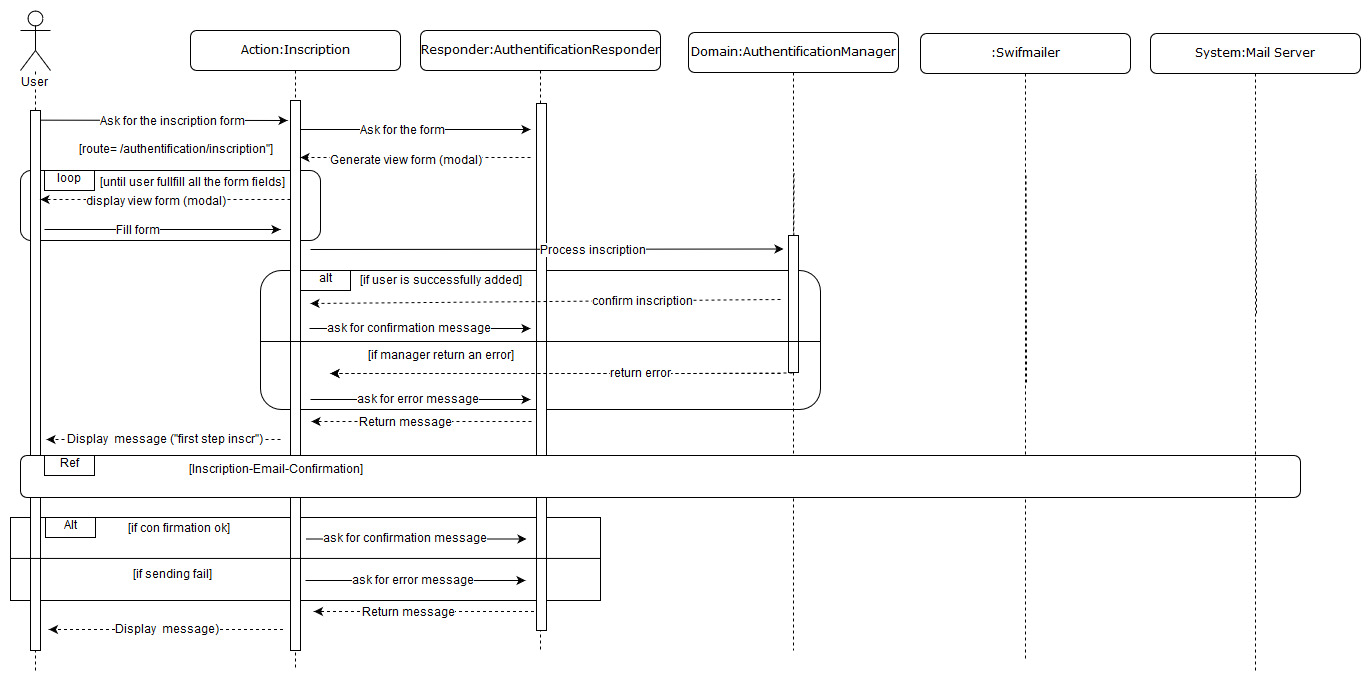 User
Action:Inscription
Responder:AuthentificationResponder
Domain:AuthentificationManager
:Swifmailer
System:Mail Server
Ask for the inscription form
Ask for the form
[route= /authentification/inscription"]
Generate view form (modal)
loop
[until user fullfill all the form fields]
display view form (modal)
Fill form
Process inscription
alt
[if user is successfully added]
confirm inscription
ask for confirmation message
[if manager return an error]
return error
ask for error message
Return message
Display message ("first step inscr")
Ref
[Inscription-Email-Confirmation]
Alt
[if con firmation ok]
ask for confirmation message
[if sending fail]
ask for error message
Return message
Display message)